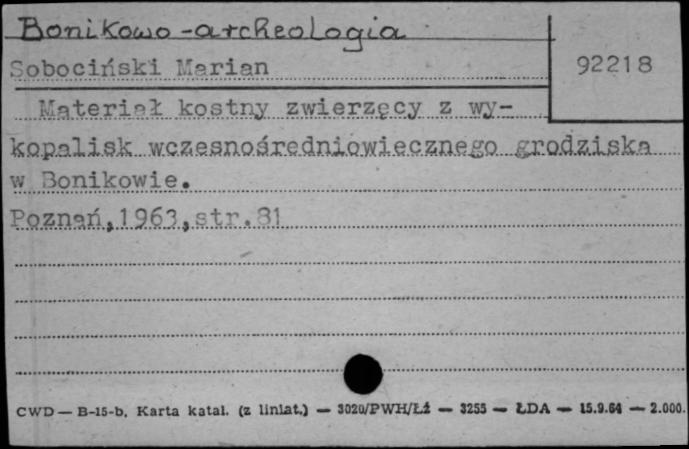 Bonikowo - archeologia
Sobociński Marian
92218
Materiał kostny zwierzęcy z wy-
kopalisk wczesnośredniowiecznego grodziska
w Bonikowie.
Poznań,1963,str.81
CWD — B-15-b. Karta katal. (z liniat.) — 3020/PWH/Łź — 3255 — ŁDA — 15.9.64 — 2.000.